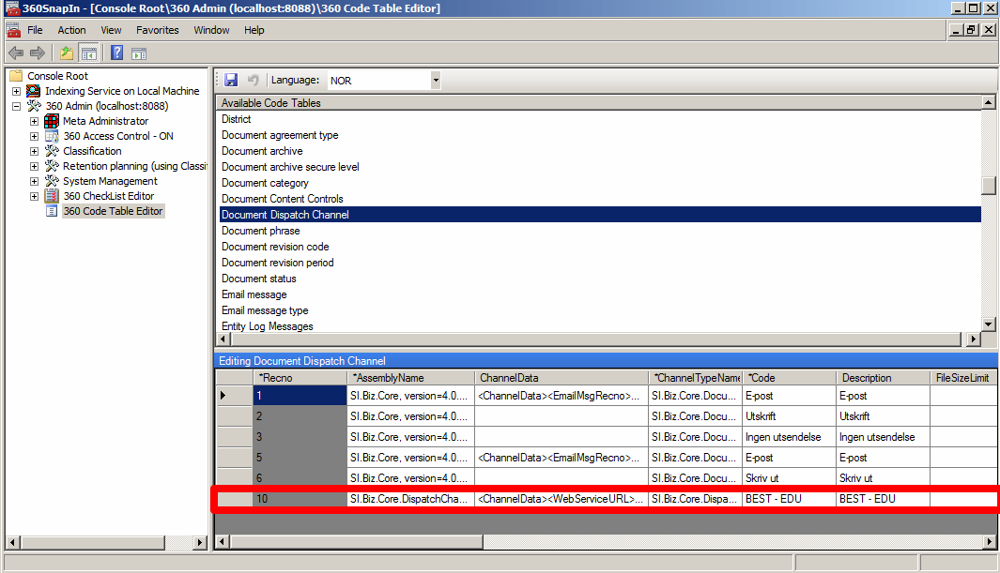 360SnapIn - [Console Root\360 Admin (localhost:8088)\360 Code Table Editor]
File Action View Favorites Window Help
Console Root
Indexing Service on Local Machine
360 Admin (localhost:8088)
Meta Administrator
360 Access Control - ON
Classification
Retention planning (using Classif
System Management
360 CheckList Editor
360 Code Table Editor
Language: NOR
Available Code Tables
District
Document agreement type
Document archive
Document archive secure level
Document category
Document Content Controls
Document Dispatch Channel
Document phrase
Document revision code
Document revision period
Document status
Email message
Email message type
Entity Log Messages
Editing Document Dispatch Channel
*Recno *AssemblyName ChannelData *ChannelTypeName *Code Description FileSizeLimit
1 SI.Biz.Core, version=4.0.... <ChannelData><EmailMsgRecno>... SI.Biz.Core.Docu... E-post E-post
2 SI.Biz.Core, version=4.0.... SI.Biz.Core.Docu... Utskrift Utskrift
3 SI.Biz.Core, version=4.0.... SI.Biz.Core.Docu... Ingen utsendelse Ingen utsendelse
5 SI.Biz.Core, version=4.0.... <ChannelData><EmailMsgRecno>... SI.Biz.Core.Docu... E-post E-post
6 SI.Biz.Core, version=4.0.... SI.Biz.Core.Docu... Skriv ut Skriv ut
10 SI.Biz.Core.DispatchCha... <ChannelData><WebServiceURL>... SI.Biz.Core.Dispa... BEST - EDU BEST - EDU